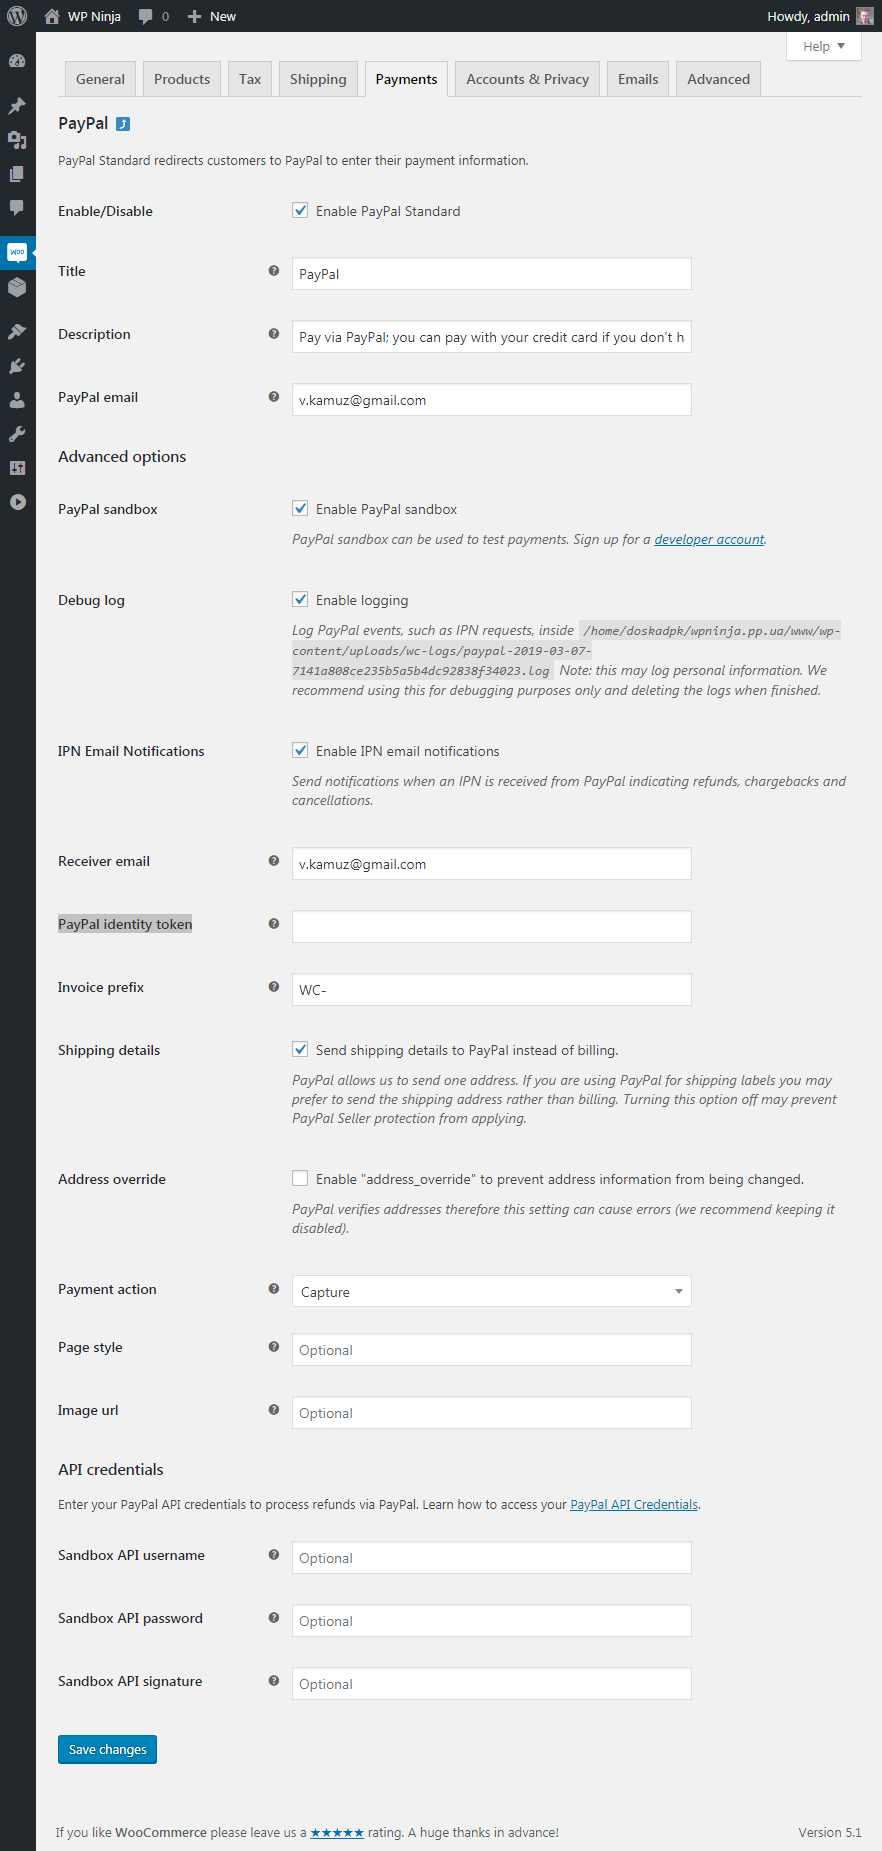 WP Ninja 0 New Howdy, admin
Help
General Products Tax Shipping Payments Accounts & Privacy Emails Advanced
PayPal
PayPal Standard redirects customers to PayPal to enter their payment information.
Enable/Disable Enable PayPal Standard
Title PayPal
Description Pay via PayPal; you can pay with your credit card if you don't h
PayPal email v.kamuz@gmail.com
Advanced options
PayPal sandbox Enable PayPal sandbox
PayPal sandbox can be used to test payments. Sign up for a developer account.
Debug log Enable logging
Log PayPal events, such as IPN requests, inside /home/doskadpk/wpninja.pp.ua/www/wp-
content/uploads/wc-logs/paypal-2019-03-07-
7141a808ce235b5a5b4dc92838f34023.log Note: this may log personal information. We
recommend using this for debugging purposes only and deleting the logs when finished.
IPN Email Notifications Enable IPN email notifications
Send notifications when an IPN is received from PayPal indicating refunds, chargebacks and
cancellations.
Receiver email v.kamuz@gmail.com
PayPal identity token
Invoice prefix WC-
Shipping details Send shipping details to PayPal instead of billing.
PayPal allows us to send one address. If you are using PayPal for shipping labels you may
prefer to send the shipping address rather than billing. Turning this option off may prevent
PayPal Seller protection from applying.
Address override Enable "address_override" to prevent address information from being changed.
PayPal verifies addresses therefore this setting can cause errors (we recommend keeping it
disabled).
Payment action Capture
Page style Optional
Image url Optional
API credentials
Enter your PayPal API credentials to process refunds via PayPal. Learn how to access your PayPal API Credentials.
Sandbox API username Optional
Sandbox API password Optional
Sandbox API signature Optional
Save changes
If you like WooCommerce please leave us a ★★★★★ rating. A huge thanks in advance! Version 5.1